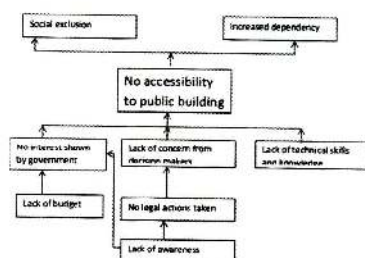 Social exclusion
Increased dependency
No accessibility
to public building
No interest shown
by government
Lack of concern from
decision makers
Lack of technical skills
and knowledge
Lack of budget
No legal actions taken
Lack of awareness